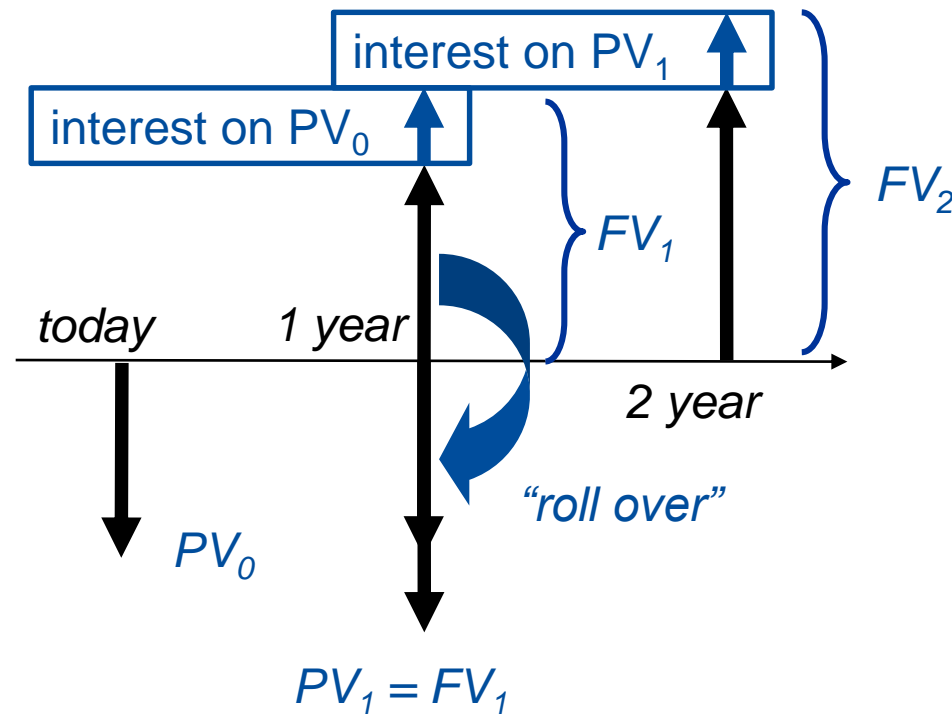 interest on PV₁
interest on PV₀
FV₂
FV₁
today
1 year
2 year
“roll over”
PV₀
PV₁ = FV₁